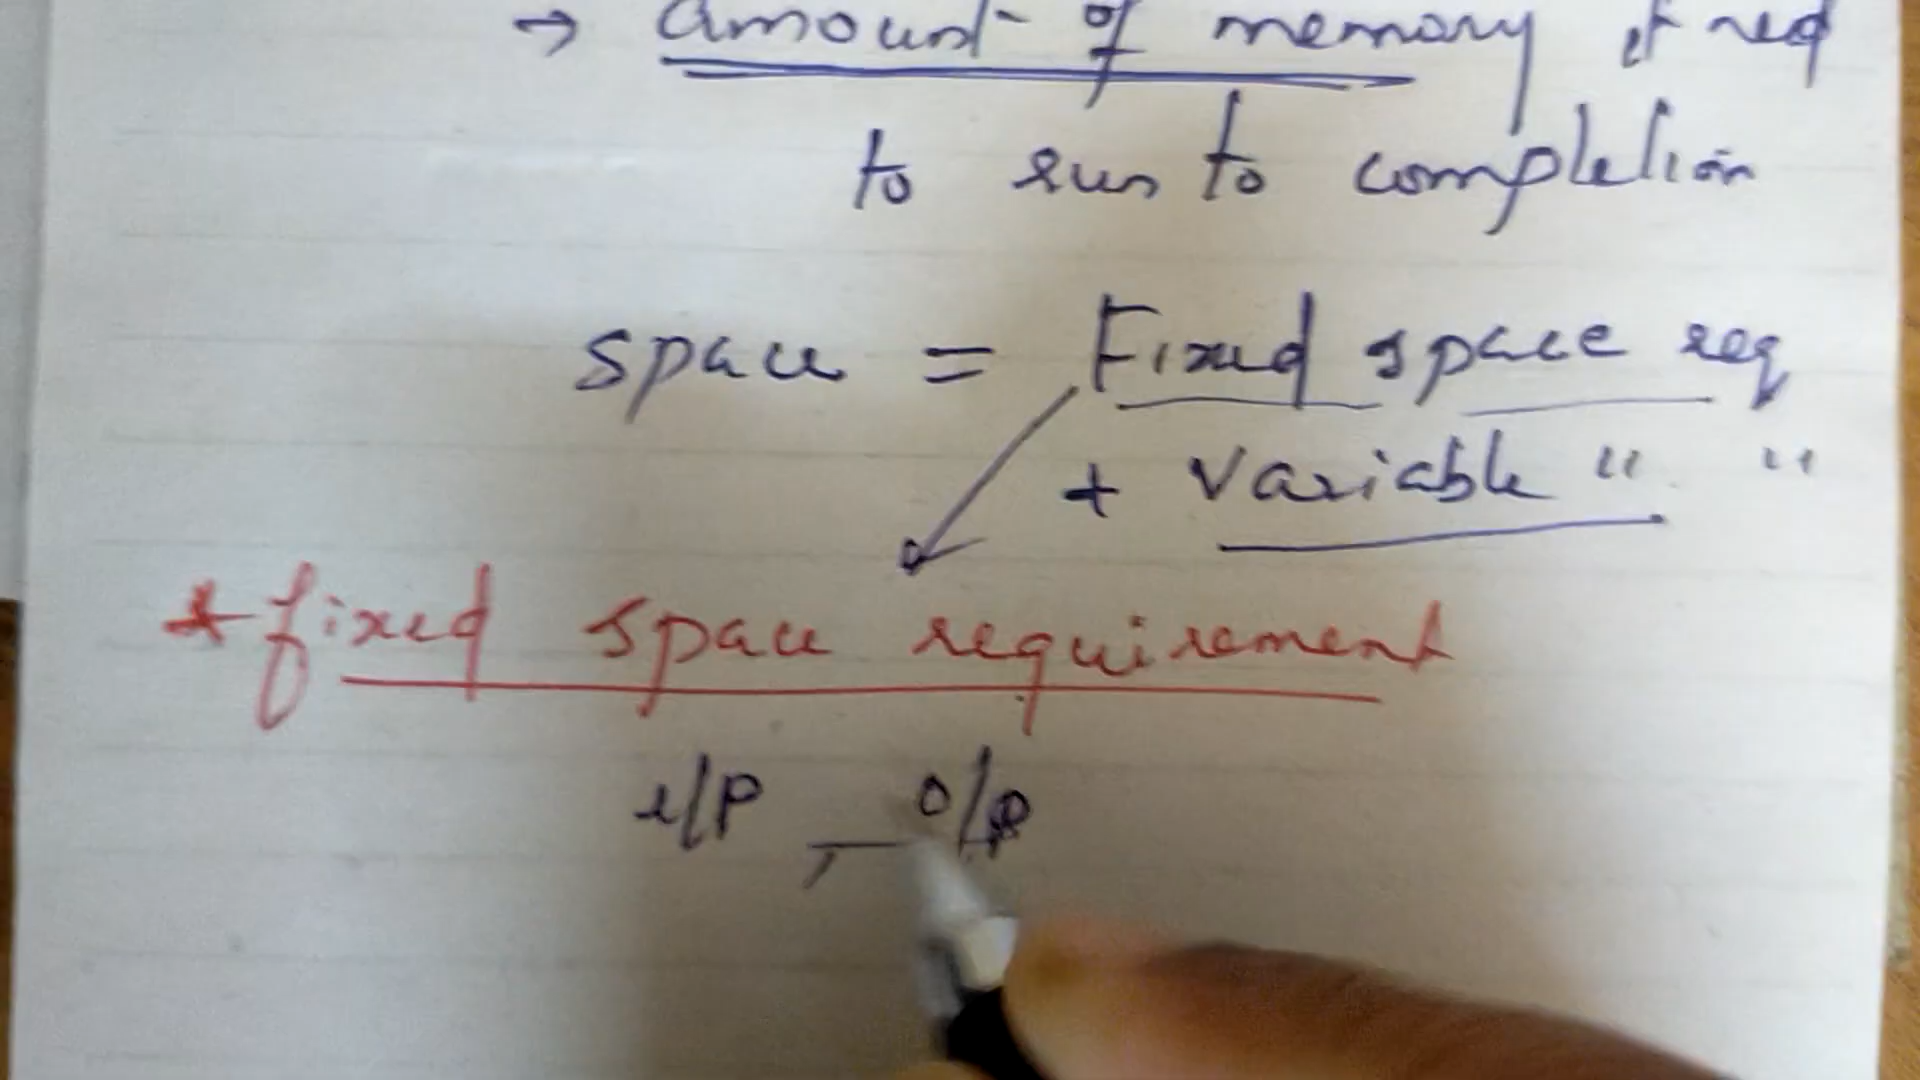 → amount of memory it req
to run to completion
space = Fixed space req
+ Variable " "
* fixed space requirement
i/P O/P